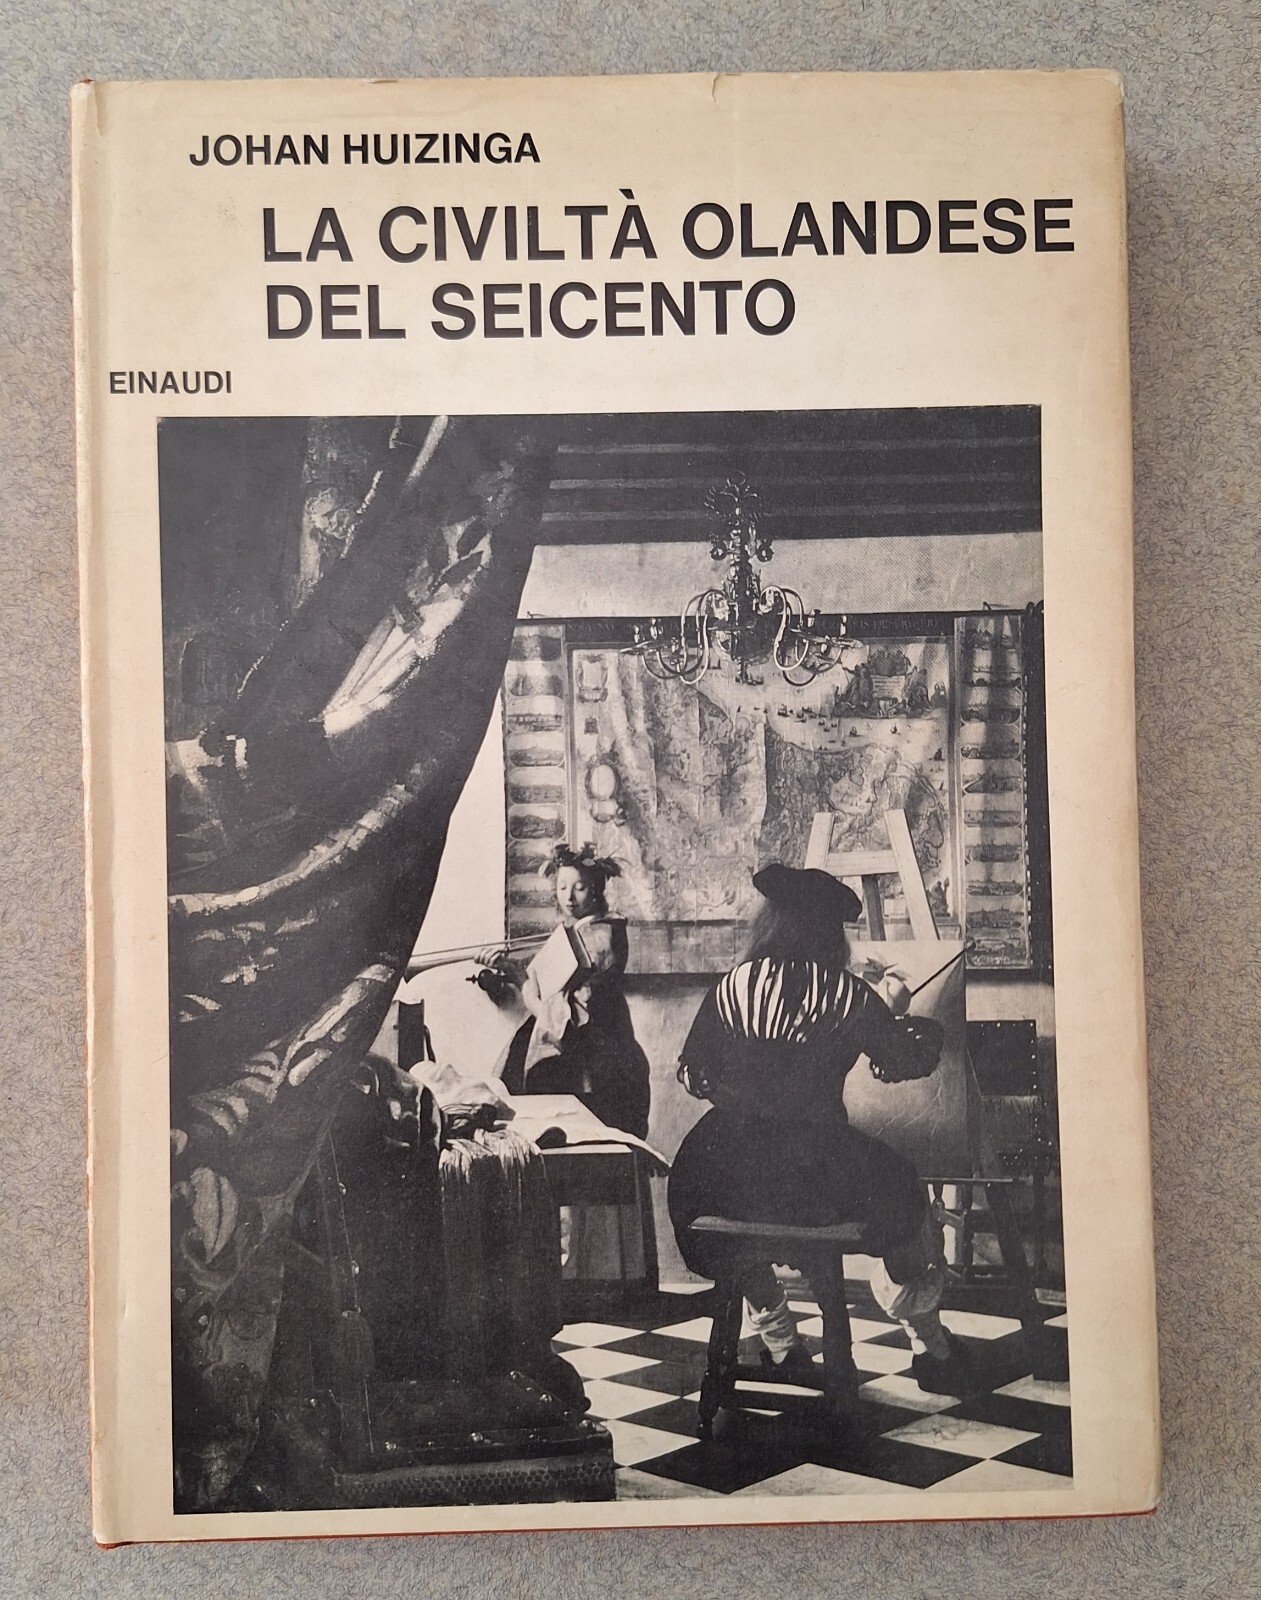 JOHAN HUIZINGA
LA CIVILTÀ OLANDESE
DEL SEICENTO
EINAUDI